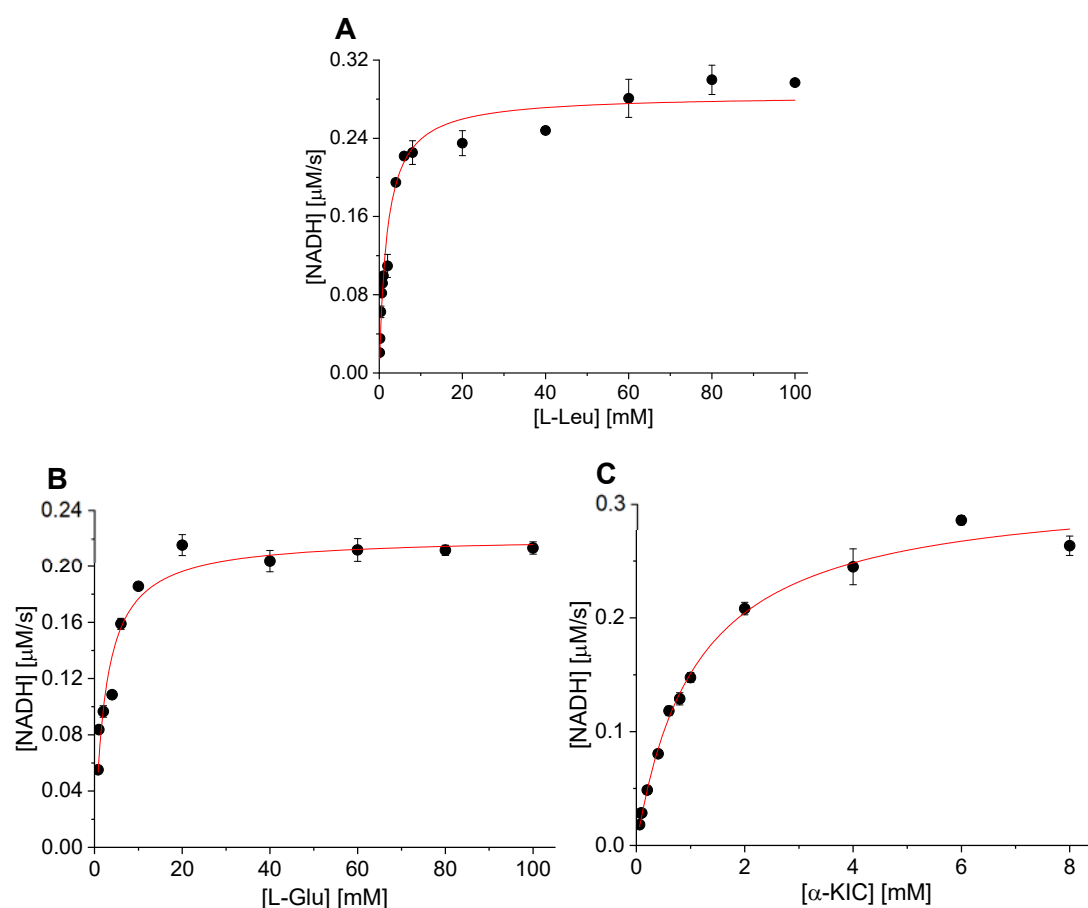 A
0.32
0.24
0.16
0.08
0.00
[NADH] [μM/s]
0 20 40 60 80 100
[L-Leu] [mM]
B
0.24
0.20
0.16
0.12
0.08
0.04
0.00
[NADH] [μM/s]
0 20 40 60 80 100
[L-Glu] [mM]
C
0.3
0.2
0.1
0.0
[NADH] [μM/s]
0 2 4 6 8
[α-KIC] [mM]